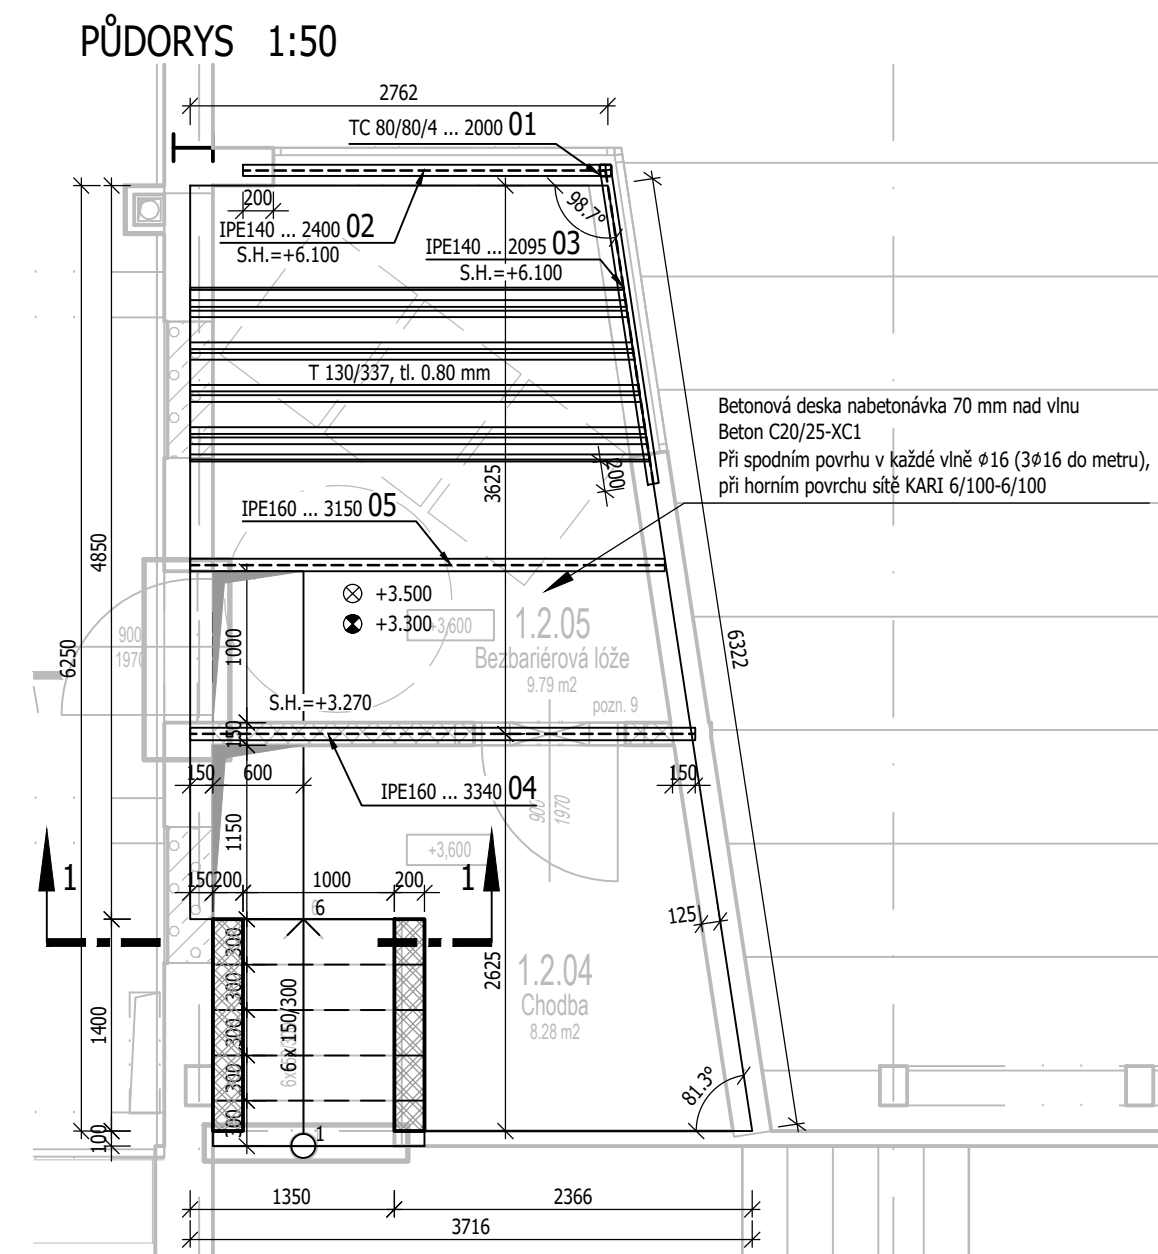 PŮDORYS 1:50
2762
TC 80/80/4 ... 2000 01
200
98.7°
IPE140 ... 2400 02
S.H.=+6.100
IPE140 ... 2095 03
S.H.=+6.100
T 130/337, tl. 0.80 mm
Betonová deska nabetonávka 70 mm nad vlnu
Beton C20/25-XC1
Při spodním povrhu v každé vlně ϕ16 (3ϕ16 do metru),
při horním povrchu sítě KARI 6/100-6/100
3625
200
IPE160 ... 3150 05
4850
6250
+3.500
+3.300
+3,600
1.2.05
Bezbariérová lóže
9.79 m2
pozn. 9
900
1970
1000
6322
S.H.=+3.270
150
150
600
150
IPE160 ... 3340 04
900
1970
1150
+3,600
1
1
150
200
1000
200
6
125
300
300
300
300
300
6 x 150/300
2625
1.2.04
Chodba
8.28 m2
1400
81.3°
100
1
1350
2366
3716